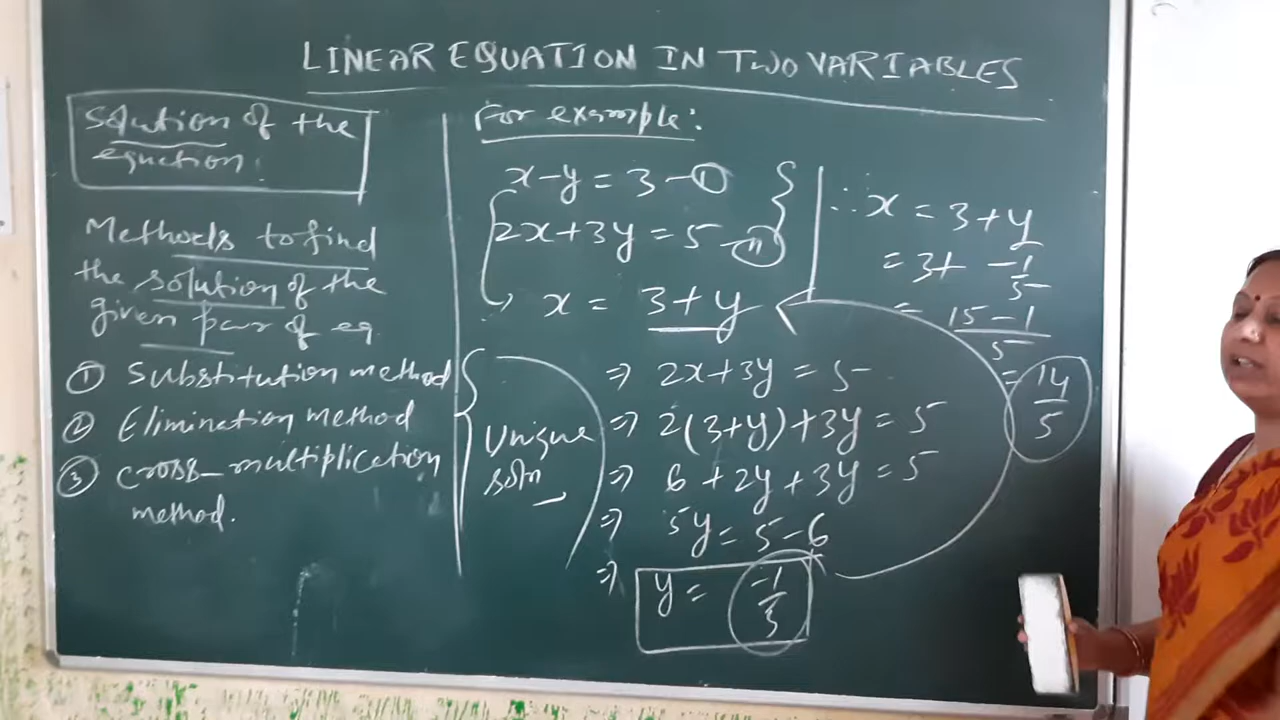 LINEAR EQUATION IN TWO VARIABLES
Solution of the
equction:
Methods to find
the solution of the
given pair of eq
① Substitution method
② Elimination method
③ cross-multiplication
method.
For example:
x-y = 3 -①
2x+3y = 5 -⑪
x = 3+y
⇒ 2x+3y = 5
⇒ 2(3+y)+3y = 5
⇒ 6+2y+3y = 5
⇒ 5y = 5-6
⇒ y = -1/5
Unique
soln
∴ x = 3+y
= 3+ -1/5
= 15-1/5
= 14/5